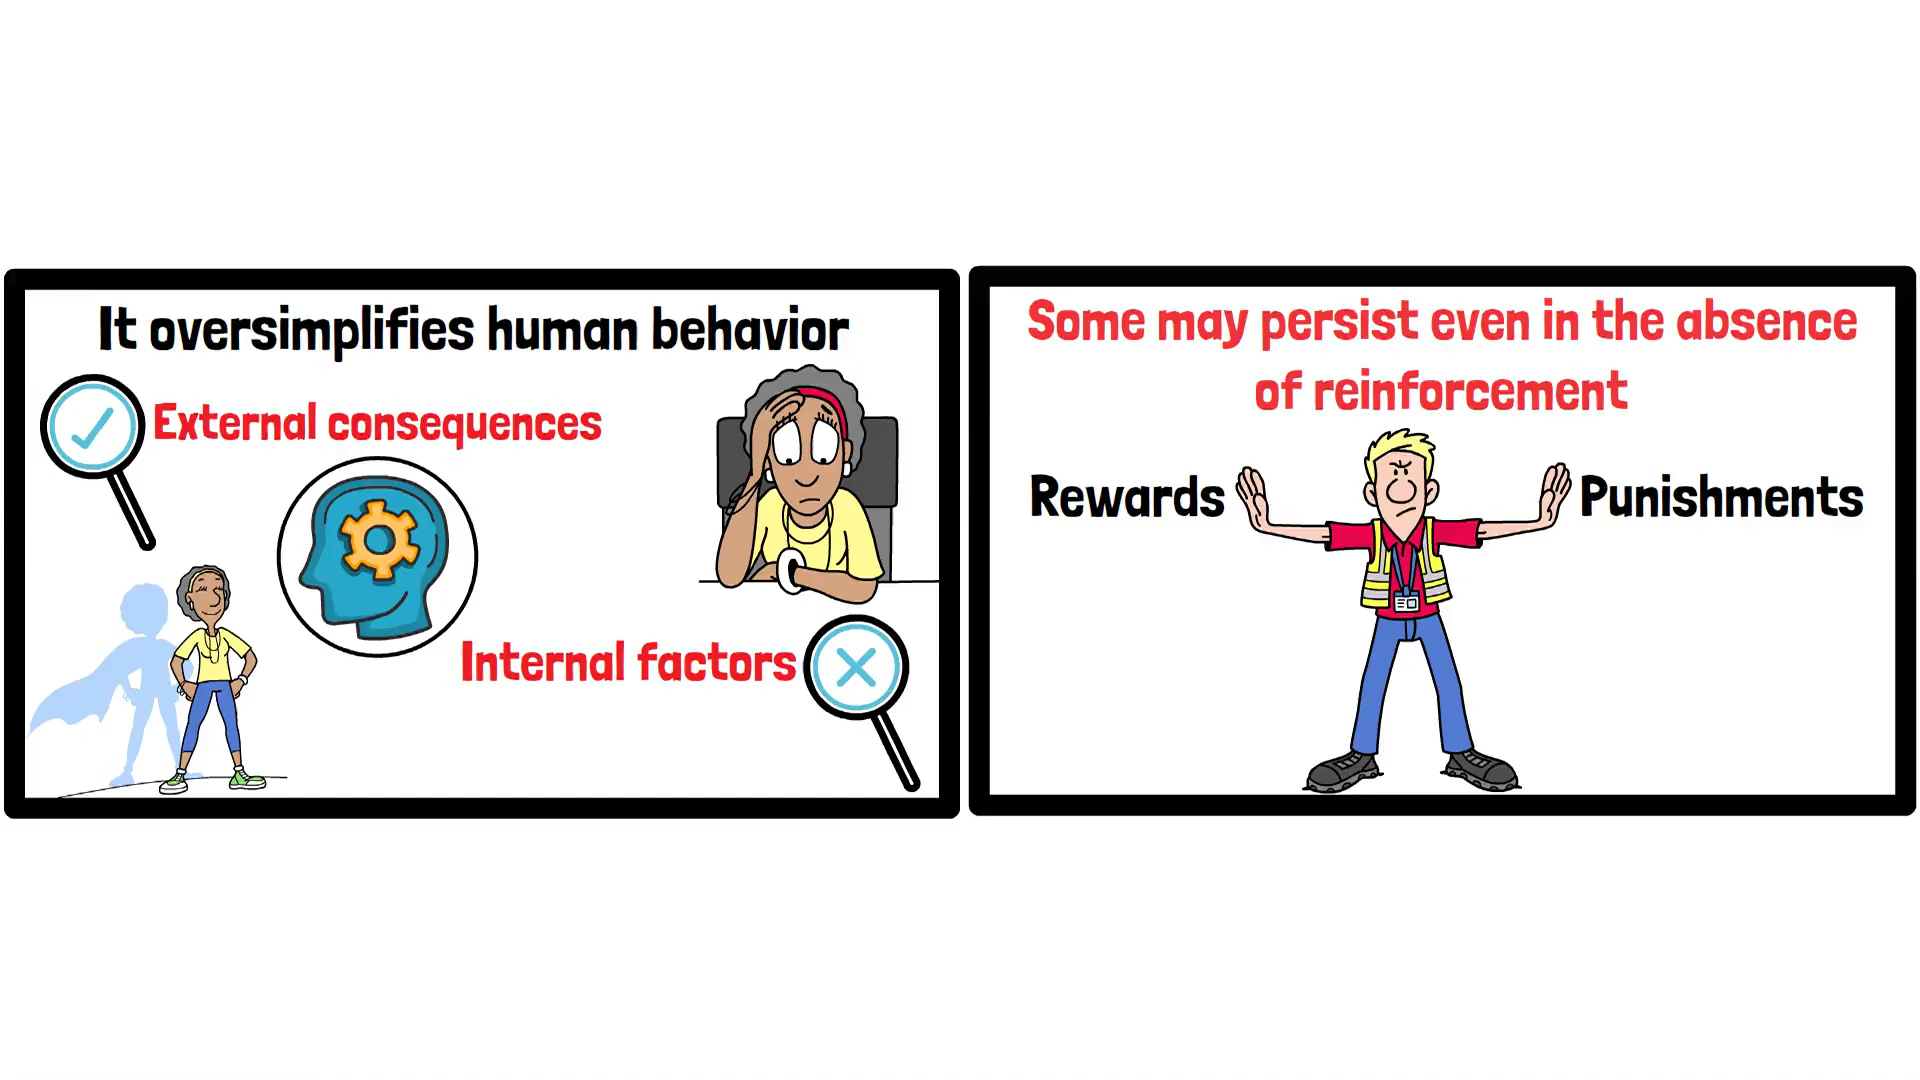 It oversimplifies human behavior
External consequences
Internal factors
Some may persist even in the absence
of reinforcement
Rewards
Punishments